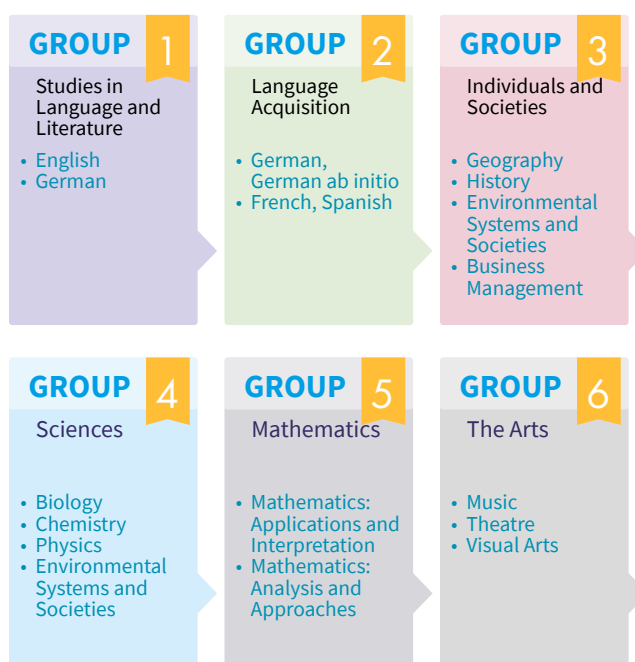 GROUP 1
Studies in
Language and
Literature
• English
• German
GROUP 2
Language
Acquisition
• German,
German ab initio
• French, Spanish
GROUP 3
Individuals and
Societies
• Geography
• History
• Environmental
Systems and
Societies
• Business
Management
GROUP 4
Sciences
• Biology
• Chemistry
• Physics
• Environmental
Systems and
Societies
GROUP 5
Mathematics
• Mathematics:
Applications and
Interpretation
• Mathematics:
Analysis and
Approaches
GROUP 6
The Arts
• Music
• Theatre
• Visual Arts